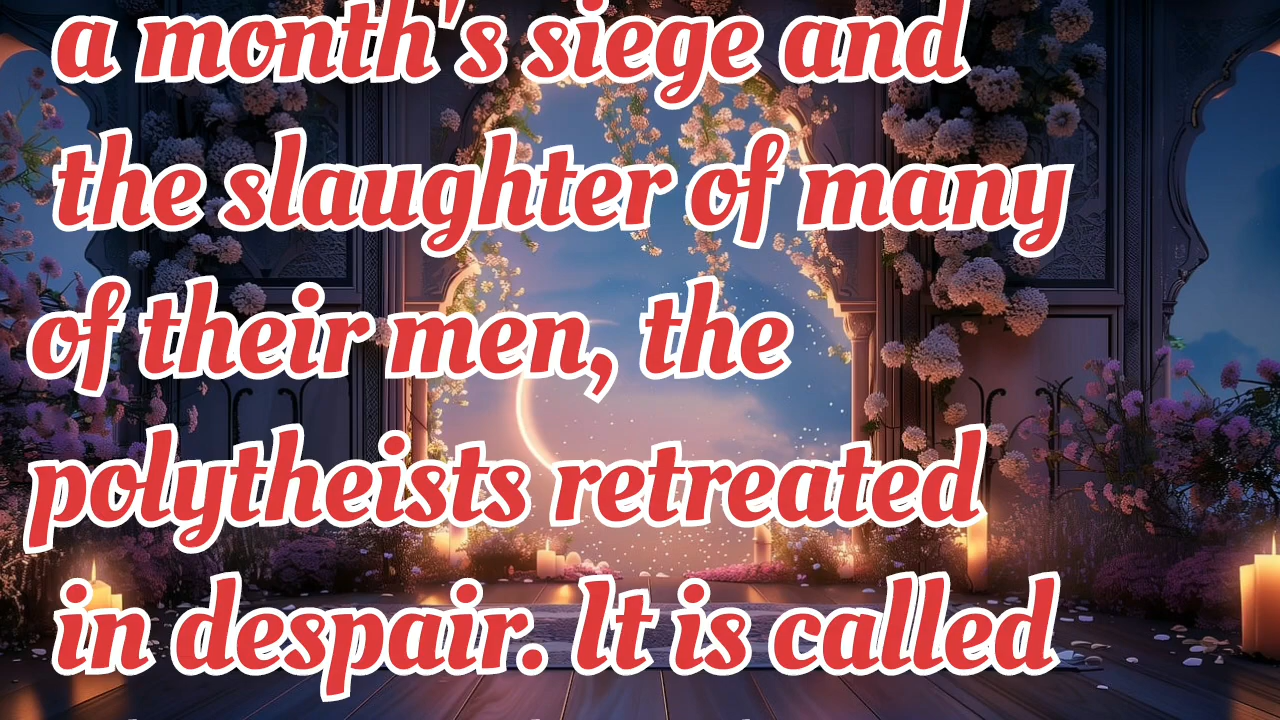 a month's siege and
the slaughter of many
of their men, the
polytheists retreated
in despair. It is called